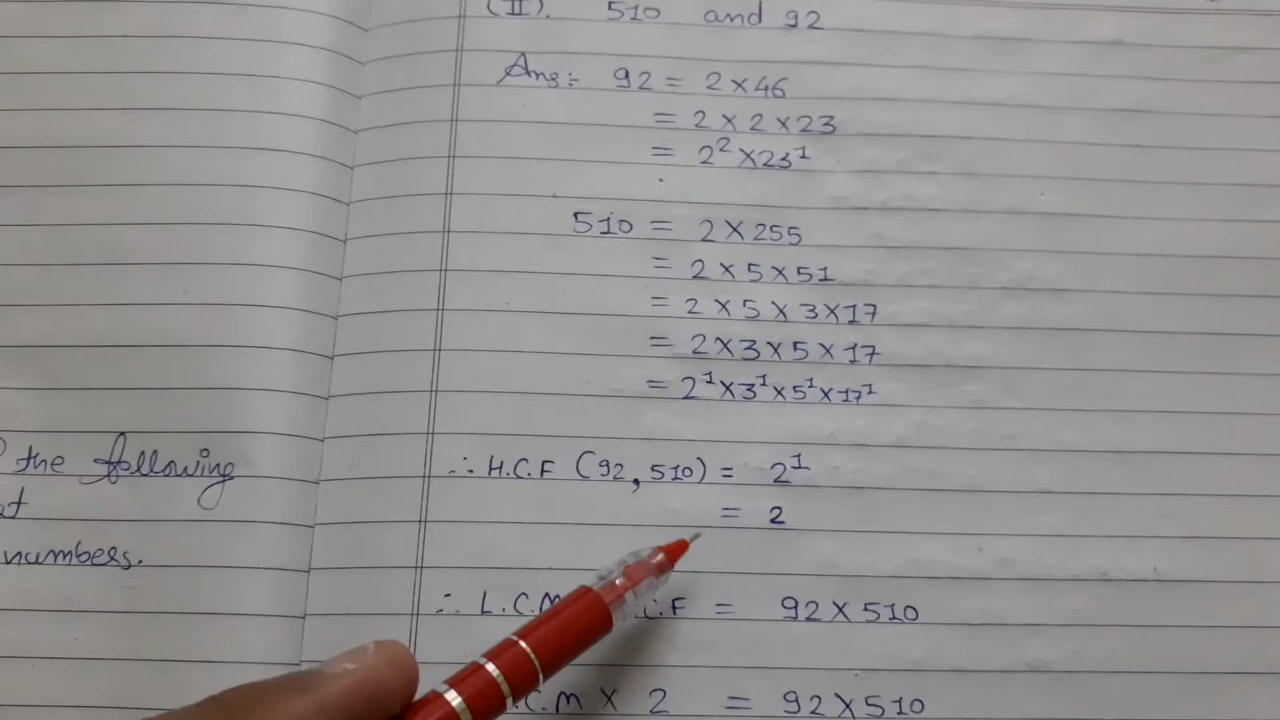 (II). 510 and 92
Ans:- 92 = 2 × 46
= 2 × 2 × 23
= 2² × 23¹
510 = 2 × 255
= 2 × 5 × 51
= 2 × 5 × 3 × 17
= 2 × 3 × 5 × 17
= 2¹ × 3¹ × 5¹ × 17¹
∴ H.C.F (92, 510) = 2¹
= 2
∴ L.C.M .F = 92 × 510
.C.M × 2 = 92 × 510
the following
numbers.